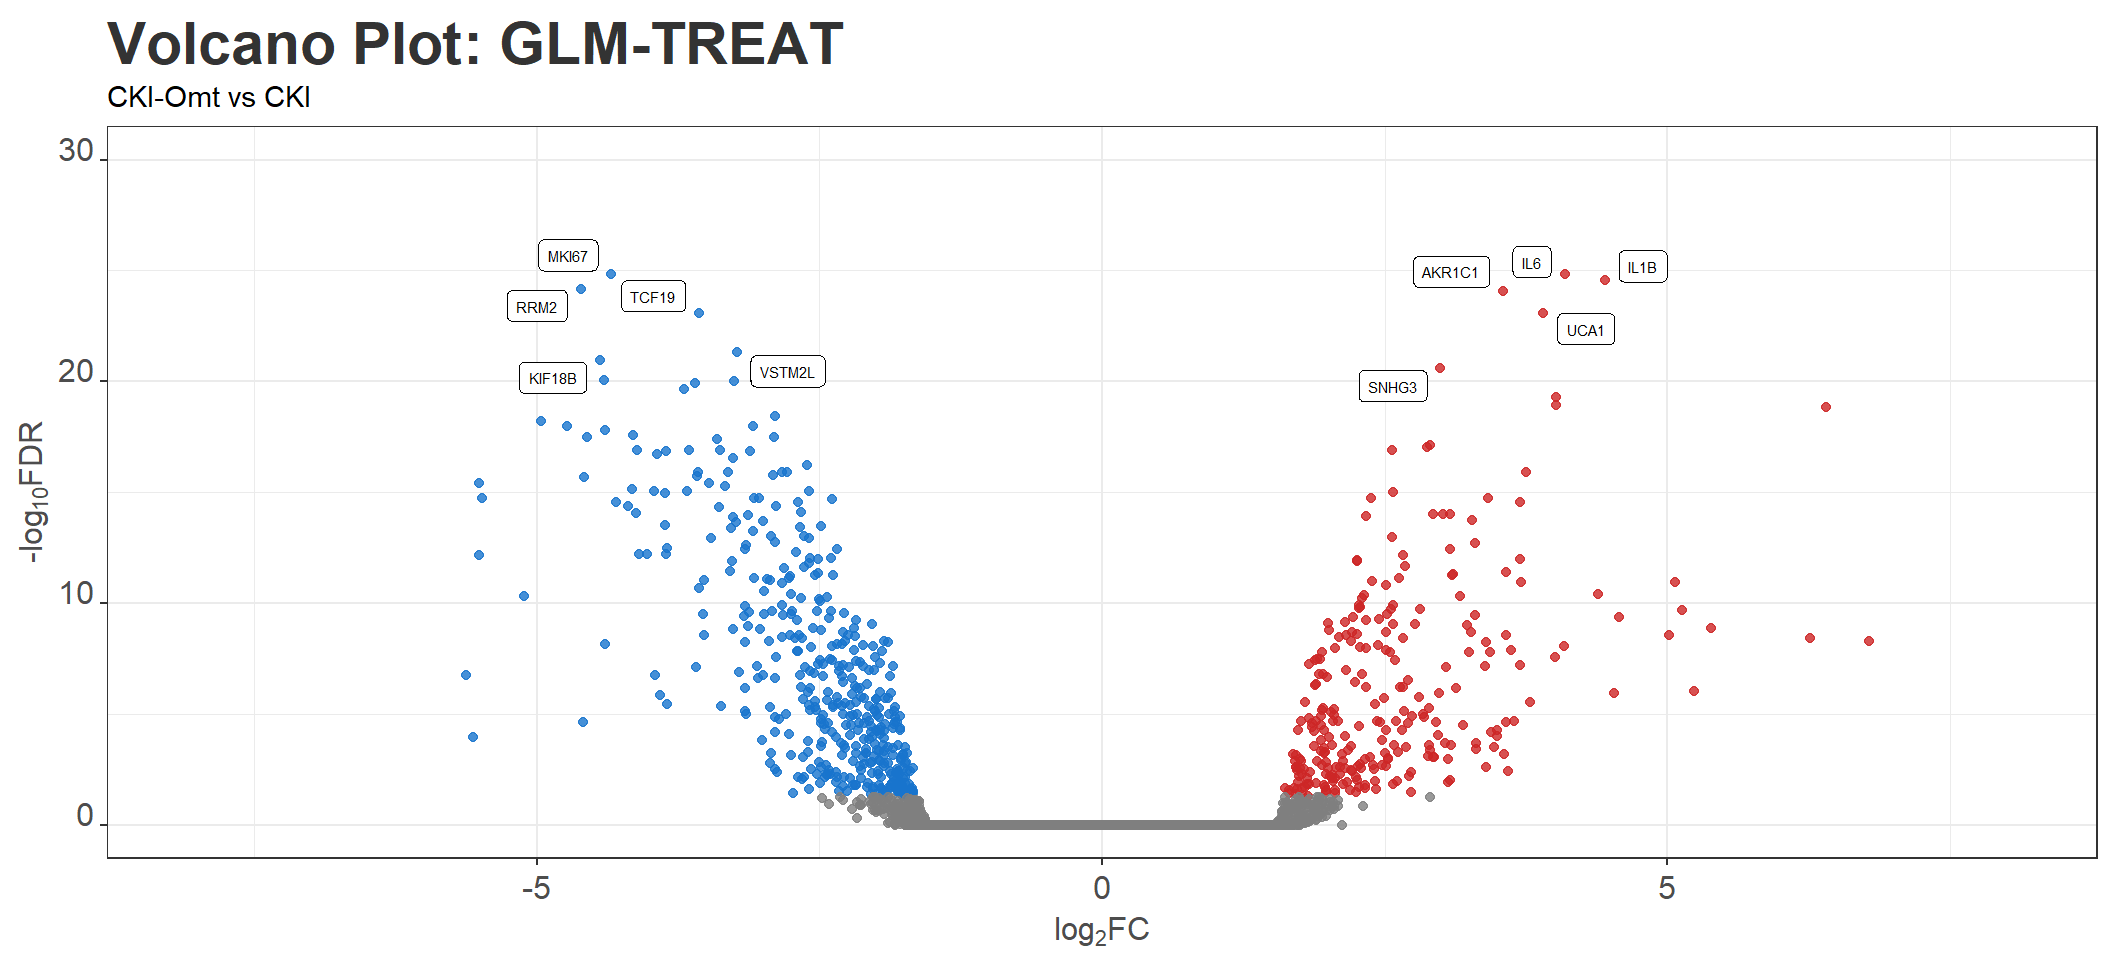 Volcano Plot: GLM-TREAT
CKI-Omt vs CKI
30
20
10
0
-log10FDR
MKI67
RRM2
TCF19
KIF18B
VSTM2L
AKR1C1
IL6
IL1B
UCA1
SNHG3
-5
0
5
log2FC